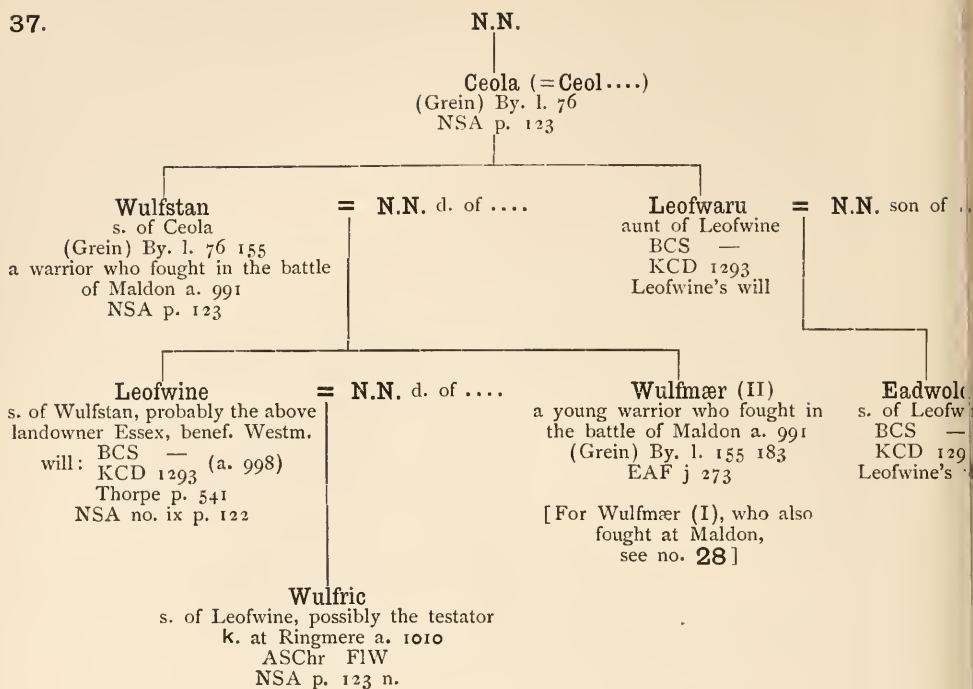 37.
N.N.
Ceola (=Ceol....)
(Grein) By. l. 76
NSA p. 123
Wulfstan = N.N. d. of ....
s. of Ceola
(Grein) By. l. 76 155
a warrior who fought in the battle
of Maldon a. 991
NSA p. 123
Leofwaru = N.N. son of
aunt of Leofwine
BCS —
KCD 1293
Leofwine's will
Leofwine = N.N. d. of ....
s. of Wulfstan, probably the above
landowner Essex, benef. Westm.
will: BCS —
KCD 1293 (a. 998)
Thorpe p. 541
NSA no. ix p. 122
Wulfmær (II)
a young warrior who fought in
the battle of Maldon a. 991
(Grein) By. l. 155 183
EAF j 273
[For Wulfmær (I), who also
fought at Maldon,
see no. 28]
s. of
BCS —
KCD
Leofwine's
Wulfric
s. of Leofwine, possibly the testator
k. at Ringmere a. 1010
ASChr FlW
NSA p. 123 n.